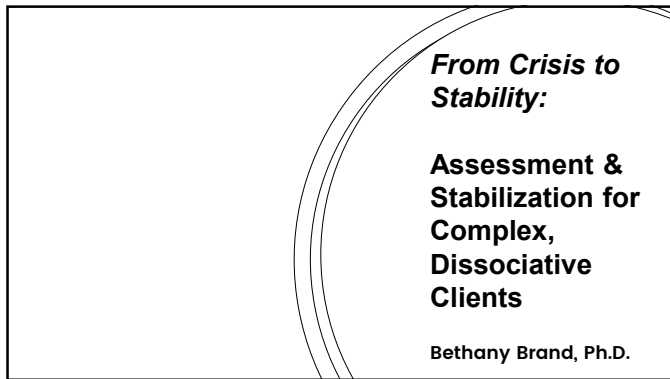 From Crisis to
Stability:
Assessment &
Stabilization for
Complex,
Dissociative
Clients
Bethany Brand, Ph.D.